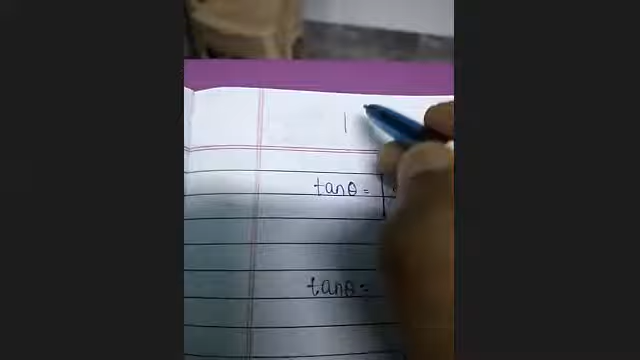 |
tanθ = |
tanθ =